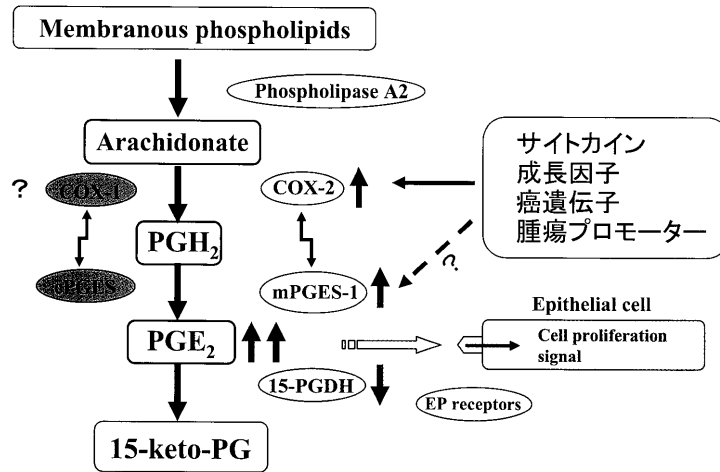 Membranous phospholipids
Phospholipase A2
Arachidonate
サイトカイン
成長因子
癌遺伝子
腫瘍プロモーター
?
COX-1
COX-2
PGH2
cPGES
mPGES-1
?
Epithelial cell
Cell proliferation
signal
PGE2
15-PGDH
EP receptors
15-keto-PG